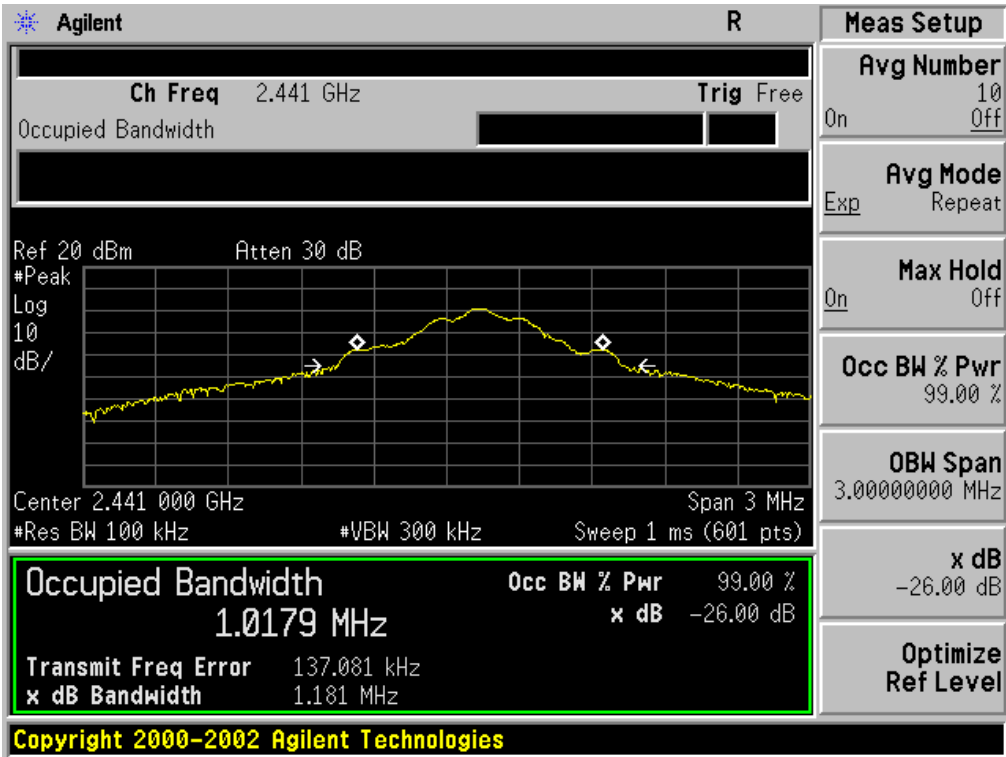 Agilent R Meas Setup
Ch Freq 2.441 GHz Trig Free
Occupied Bandwidth
Avg Number
10
On Off
Avg Mode
Exp Repeat
Max Hold
On Off
Occ BW % Pwr
99.00 %
OBW Span
3.00000000 MHz
x dB
-26.00 dB
Optimize
Ref Level
Ref 20 dBm Atten 30 dB
#Peak
Log
10
dB/
Center 2.441 000 GHz Span 3 MHz
#Res BW 100 kHz #VBW 300 kHz Sweep 1 ms (601 pts)
Occupied Bandwidth Occ BW % Pwr 99.00 %
1.0179 MHz x dB -26.00 dB
Transmit Freq Error 137.081 kHz
x dB Bandwidth 1.181 MHz
Copyright 2000-2002 Agilent Technologies